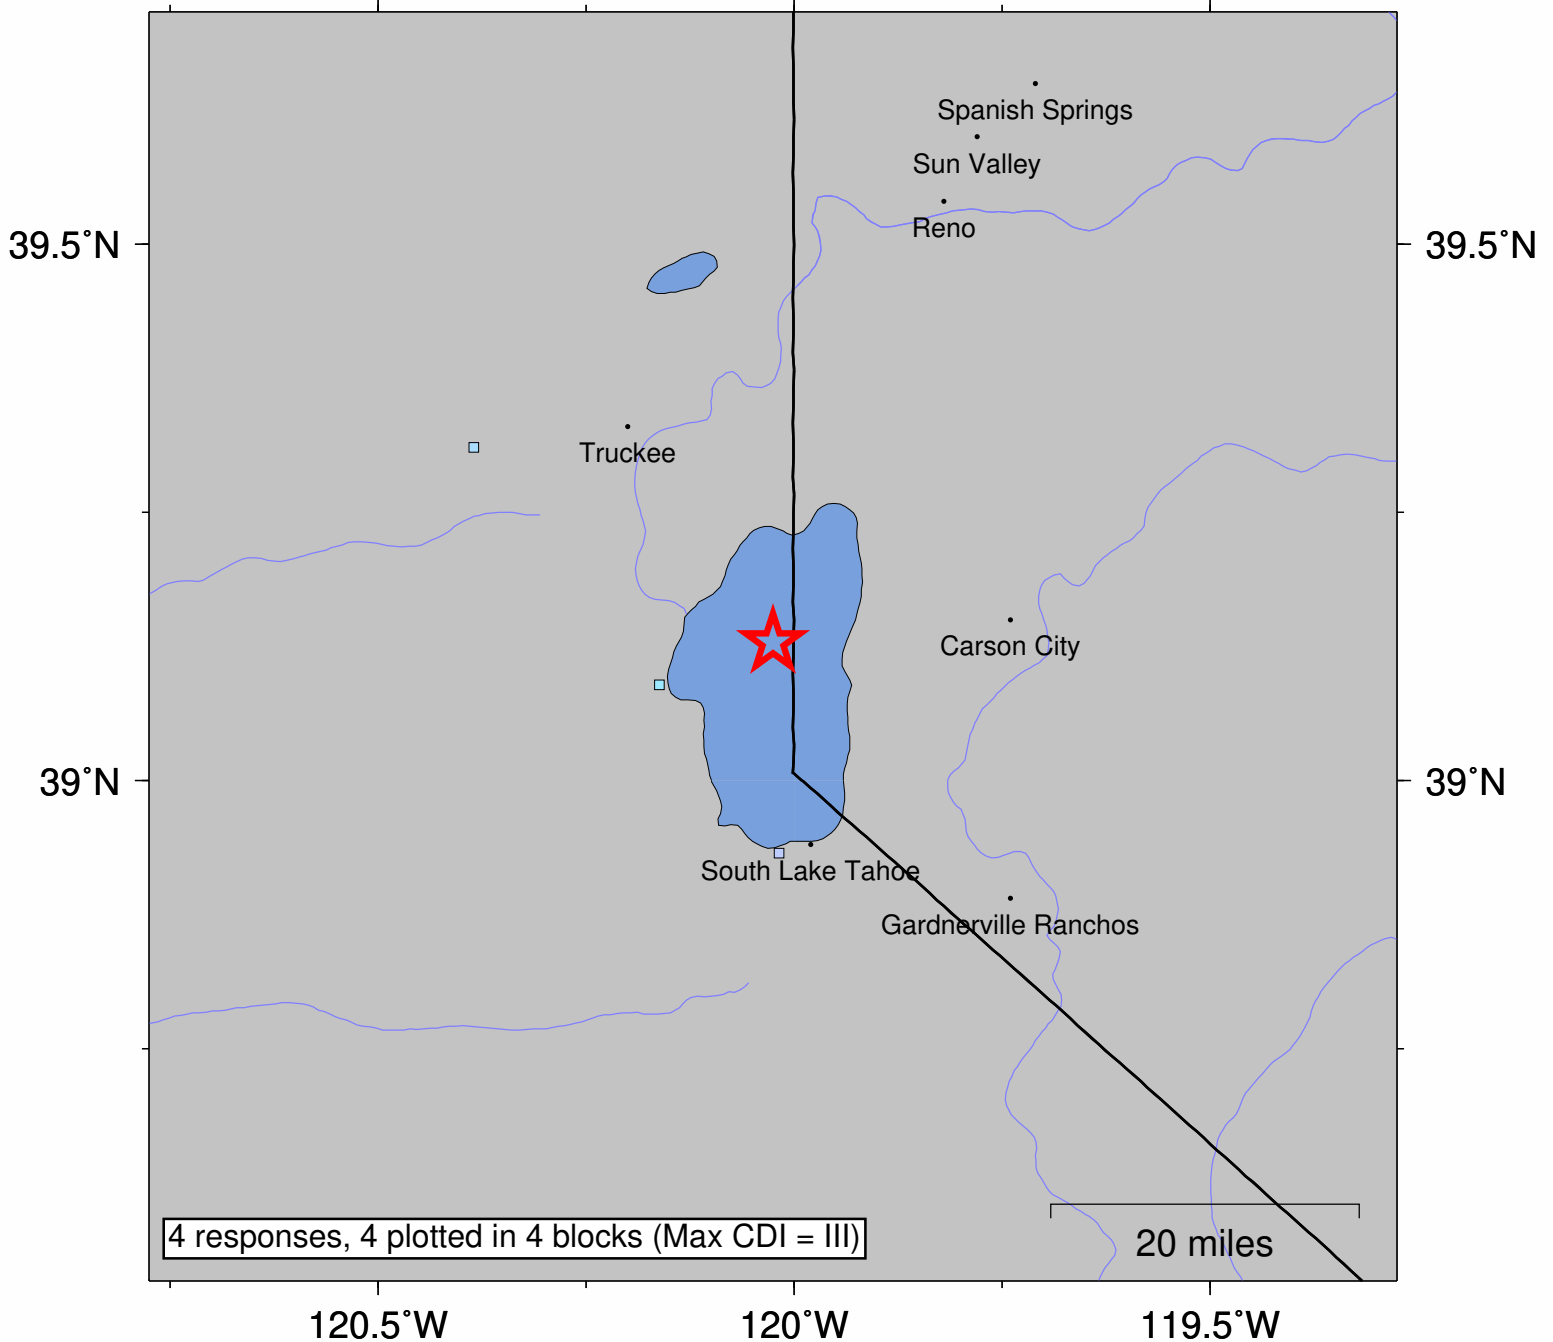 Spanish Springs
Sun Valley
Reno
39.5˚N
39.5˚N
Truckee
Carson City
39˚N
39˚N
South Lake Tahoe
Gardnerville Ranchos
4 responses, 4 plotted in 4 blocks (Max CDI = III)
20 miles
120.5˚W
120˚W
119.5˚W